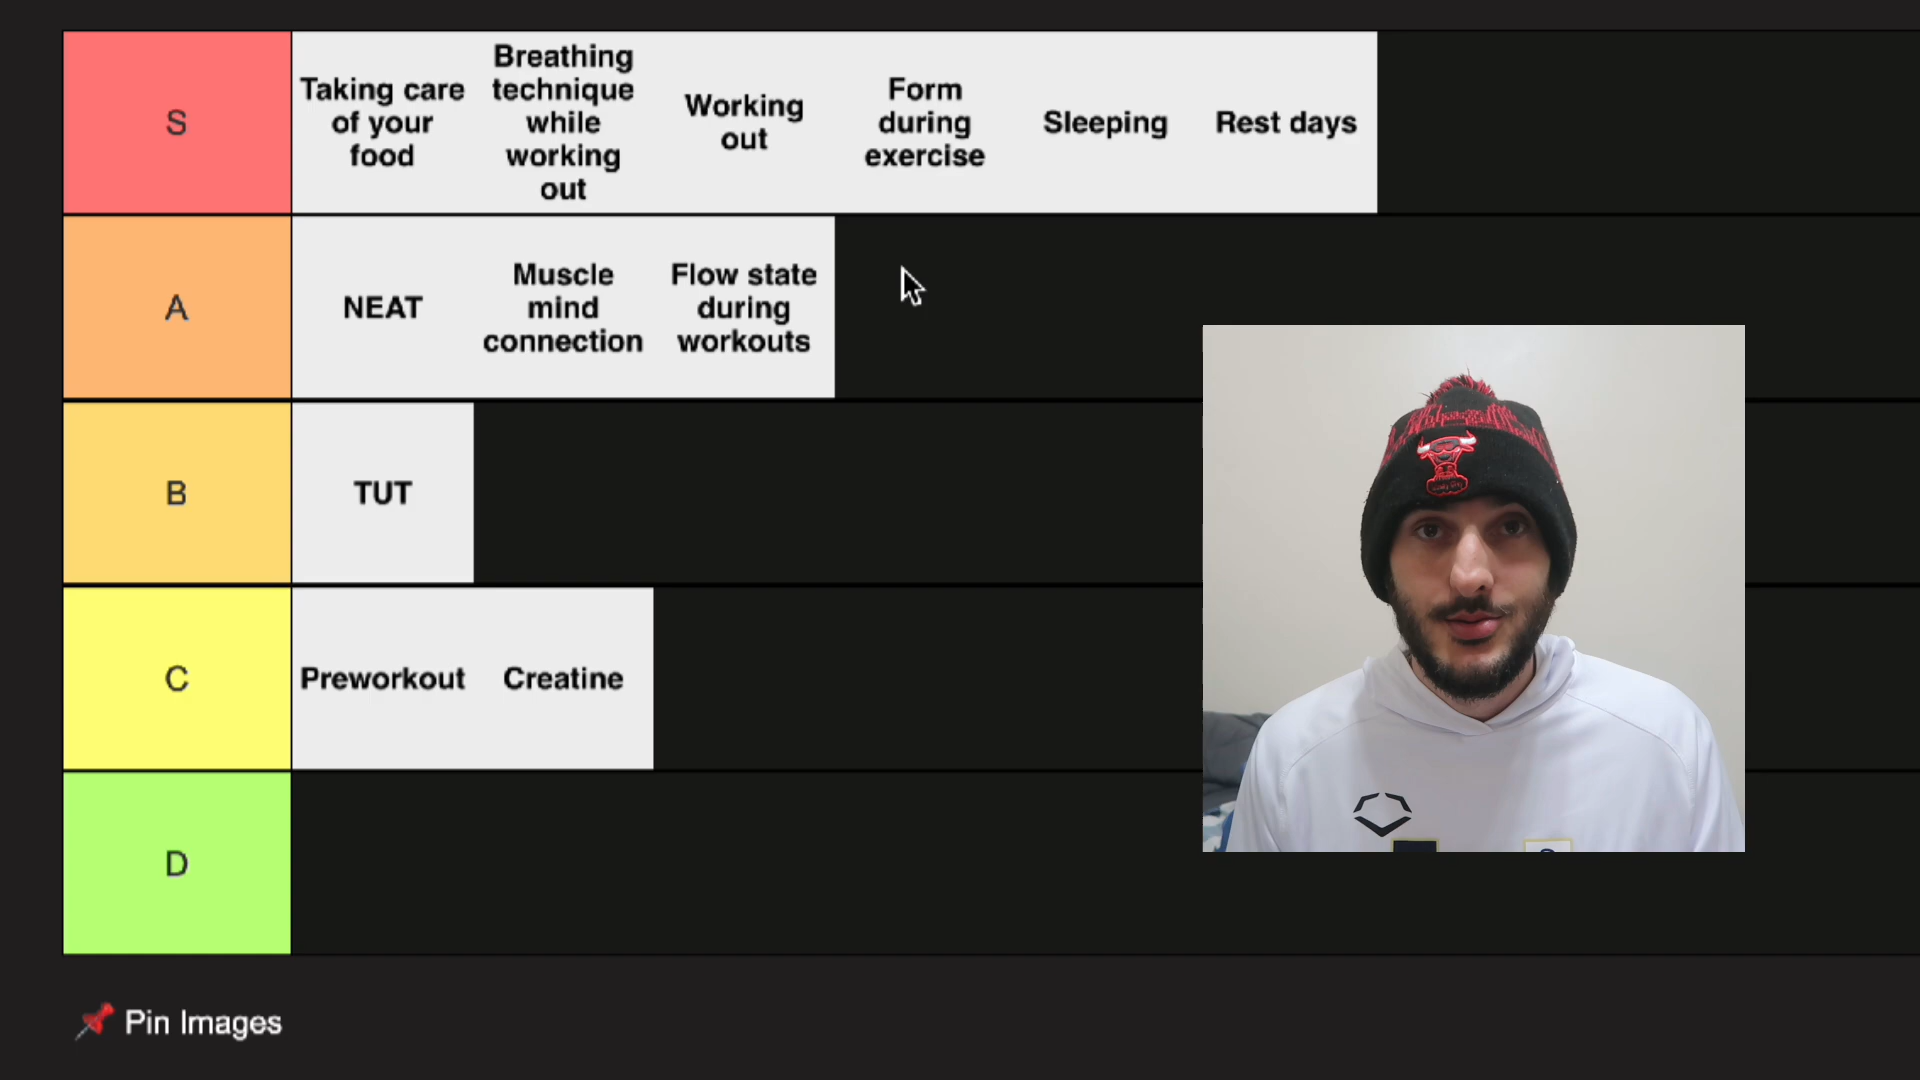 S
Taking care
of your
food
Breathing
technique
while
working
out
Working
out
Form
during
exercise
Sleeping
Rest days
A
NEAT
Muscle
mind
connection
Flow state
during
workouts
B
TUT
C
Preworkout
Creatine
D
Pin Images